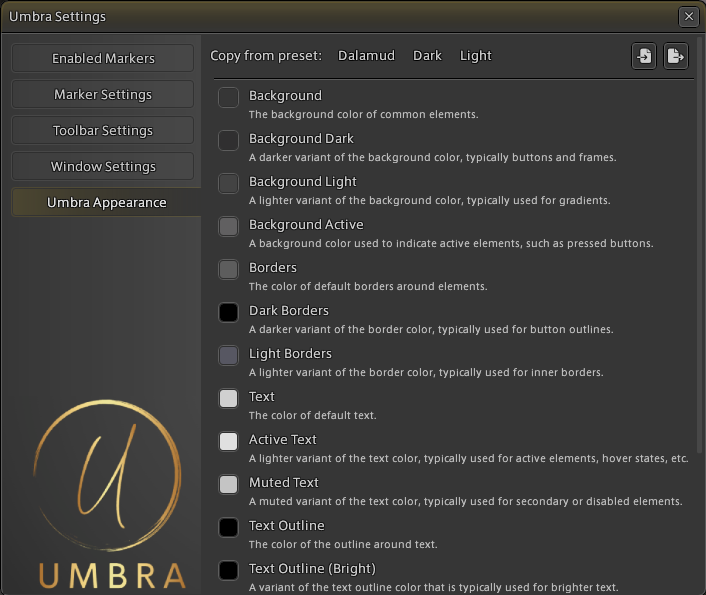 Umbra Settings
Enabled Markers
Marker Settings
Toolbar Settings
Window Settings
Umbra Appearance
UMBRA
Copy from preset: Dalamud Dark Light
Background
The background color of common elements.
Background Dark
A darker variant of the background color, typically buttons and frames.
Background Light
A lighter variant of the background color, typically used for gradients.
Background Active
A background color used to indicate active elements, such as pressed buttons.
Borders
The color of default borders around elements.
Dark Borders
A darker variant of the border color, typically used for button outlines.
Light Borders
A lighter variant of the border color, typically used for inner borders.
Text
The color of default text.
Active Text
A lighter variant of the text color, typically used for active elements, hover states, etc.
Muted Text
A muted variant of the text color, typically used for secondary or disabled elements.
Text Outline
The color of the outline around text.
Text Outline (Bright)
A variant of the text outline color that is typically used for brighter text.